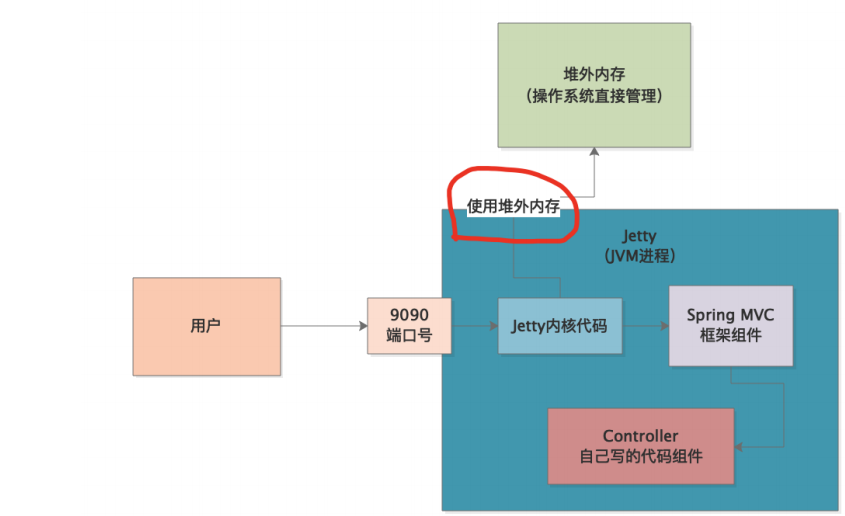 堆外内存
（操作系统直接管理）
使用堆外内存
Jetty
（JVM进程）
用户
9090
端口号
Jetty内核代码
Spring MVC
框架组件
Controller
自己写的代码组件